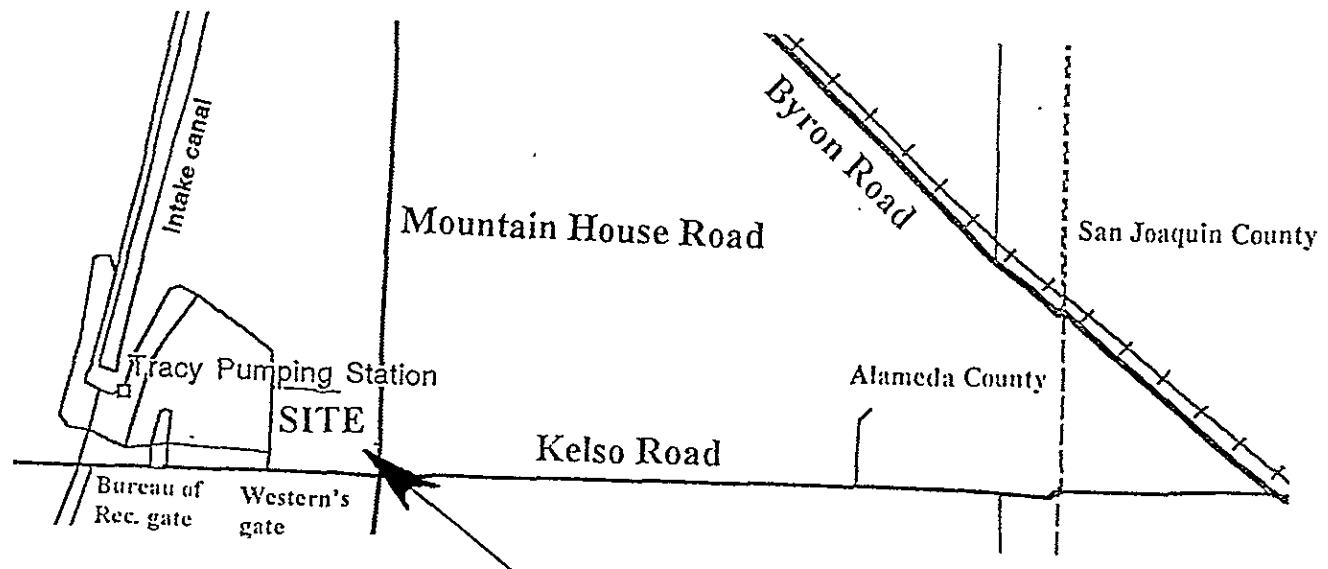 Intake canal
Byron Road
Mountain House Road
San Joaquin County
Tracy Pumping Station
Alameda County
SITE
Kelso Road
Bureau of
Rec. gate
Western's
gate